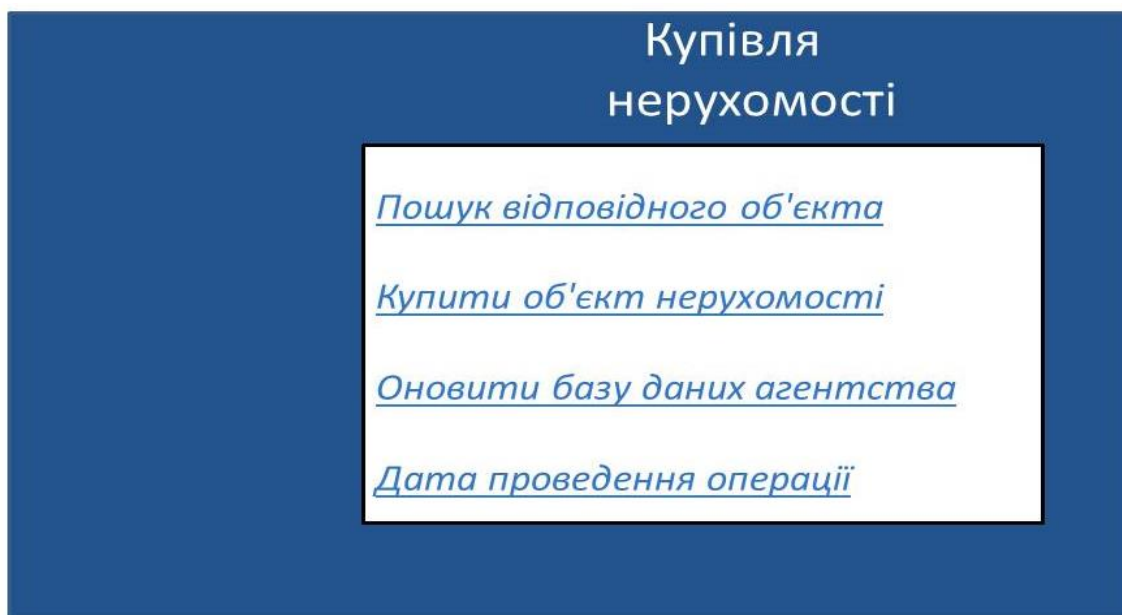 Купівля
нерухомості
Пошук відповідного об'єкта
Купити об'єкт нерухомості
Оновити базу даних агентства
Дата проведення операції